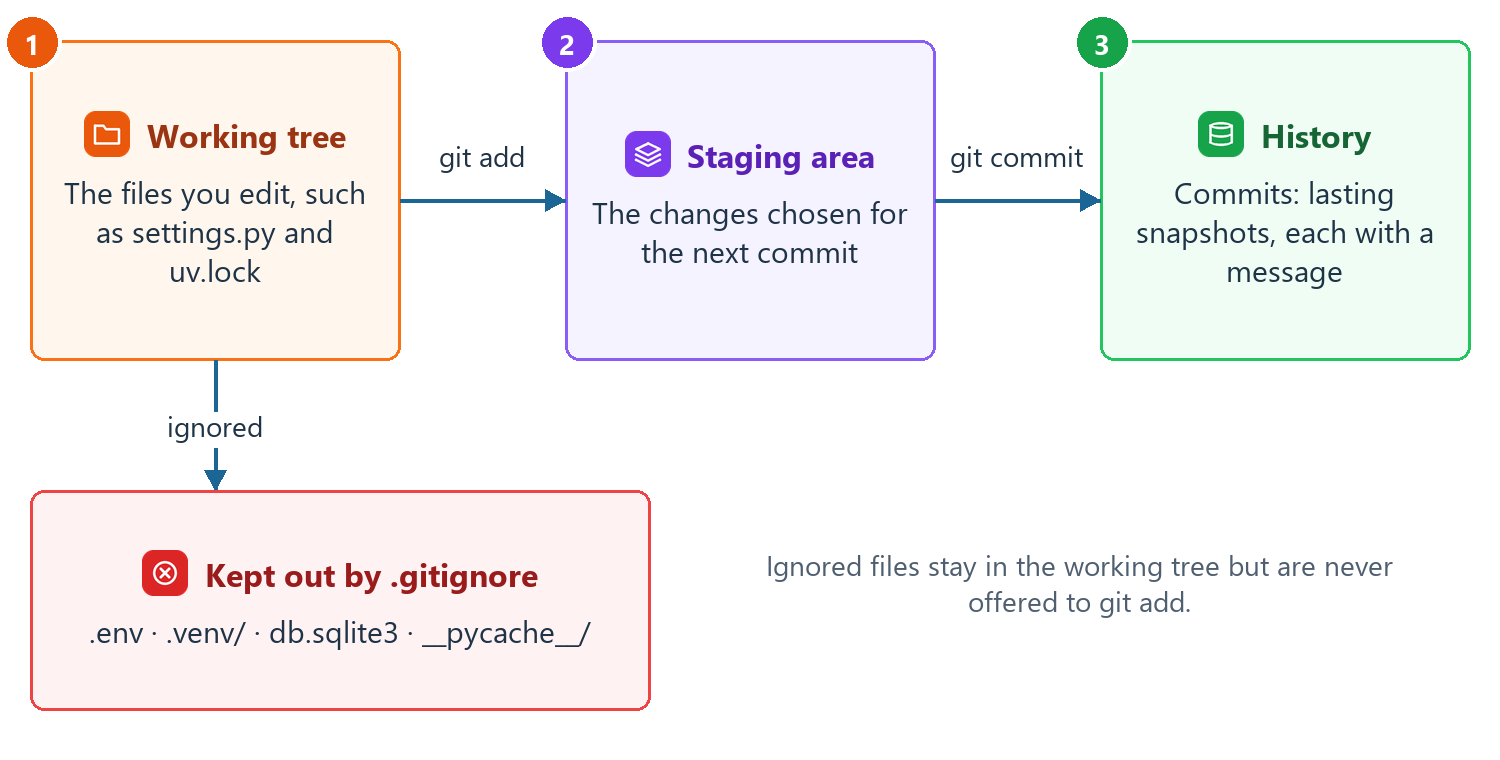 1
Working tree
The files you edit, such
as settings.py and
uv.lock
git add
2
Staging area
The changes chosen for
the next commit
git commit
3
History
Commits: lasting
snapshots, each with a
message
ignored
Kept out by .gitignore
.env · .venv/ · db.sqlite3 · __pycache__/
Ignored files stay in the working tree but are never
offered to git add.